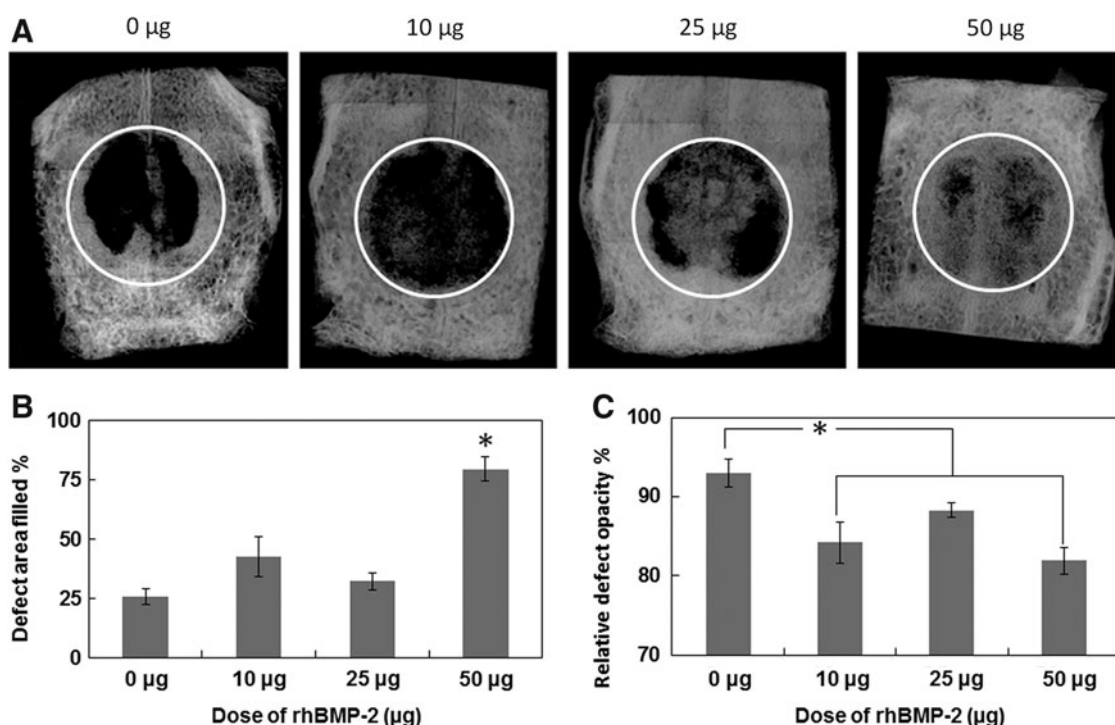 A
0 µg 10 µg 25 µg 50 µg
B
Defect area filled %
100
75
50
25
0
*
0 µg 10 µg 25 µg 50 µg
Dose of rhBMP-2 (µg)
C
Relative defect opacity %
100
90
80
70
*
0 µg 10 µg 25 µg 50 µg
Dose of rhBMP-2 (µg)